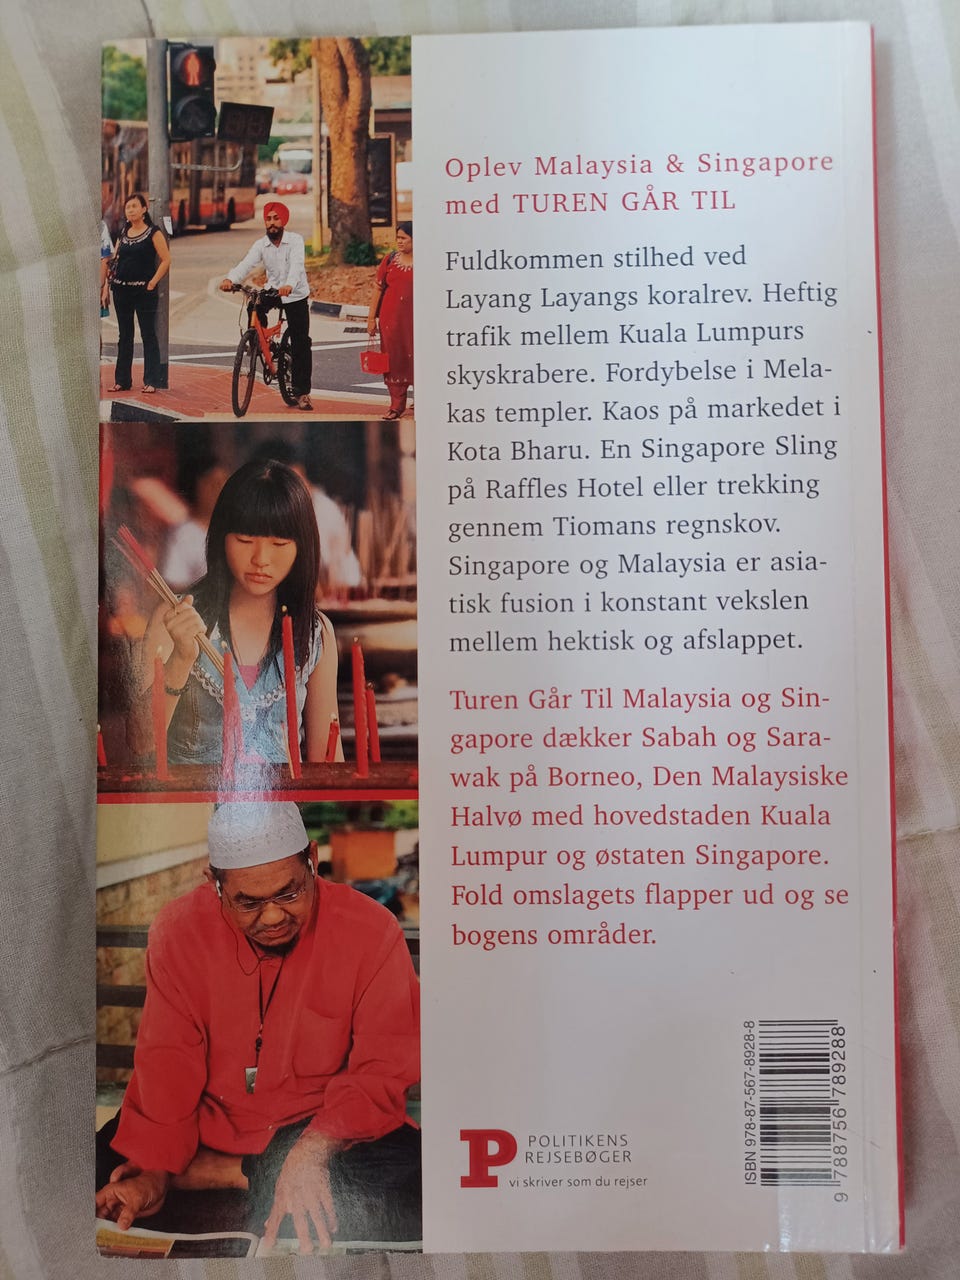 Oplev Malaysia & Singapore
med TUREN GÅR TIL
Fuldkommen stilhed ved
Layang Layangs koralrev. Heftig
trafik mellem Kuala Lumpurs
skyskrabere. Fordybelse i Mela-
kas templer. Kaos på markedet i
Kota Bharu. En Singapore Sling
på Raffles Hotel eller trekking
gennem Tiomans regnskov.
Singapore og Malaysia er asia-
tisk fusion i konstant vekslen
mellem hektisk og afslappet.
Turen Går Til Malaysia og Sin-
gapore dækker Sabah og Sara-
wak på Borneo, Den Malaysiske
Halvø med hovedstaden Kuala
Lumpur og østaten Singapore.
Fold omslagets flapper ud og se
bogens områder.
P POLITIKENS
REJSEBØGER
vi skriver som du rejser
ISBN 978-87-567-8928-8
9 788756 789288